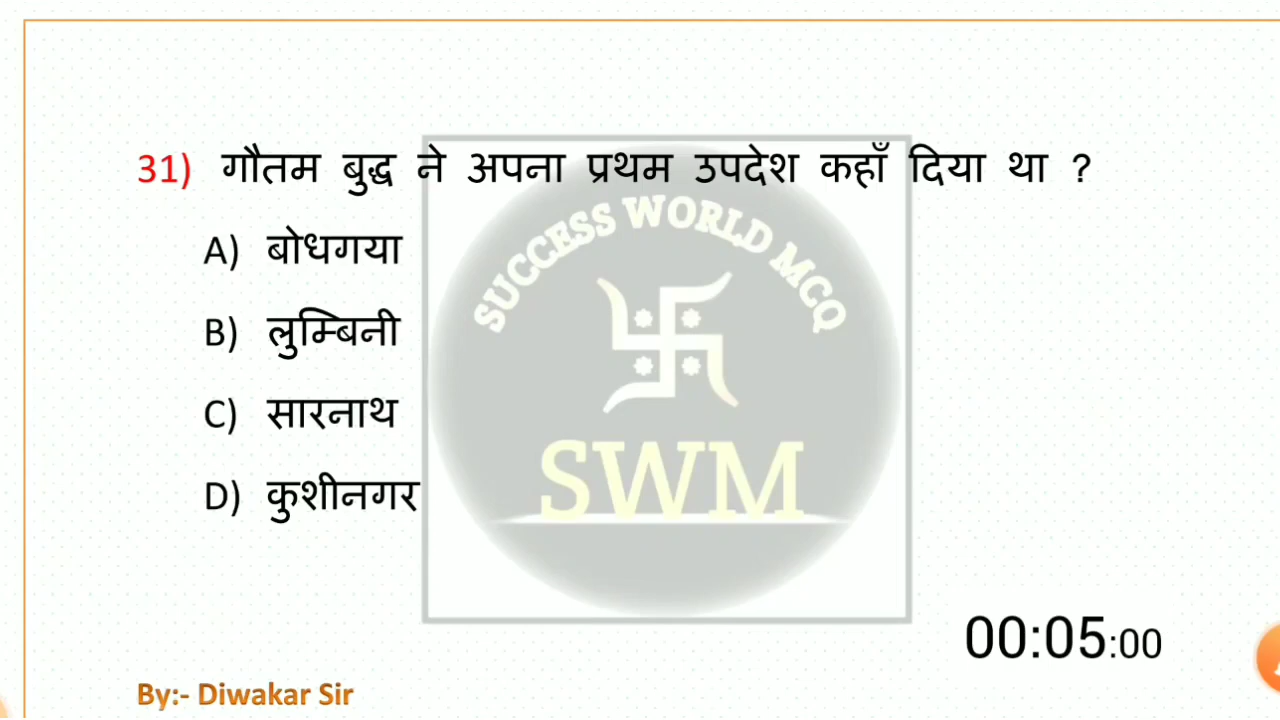 31) गौतम बुद्ध ने अपना प्रथम उपदेश कहाँ दिया था ?
A) बोधगया
B) लुम्बिनी
C) सारनाथ
D) कुशीनगर
SUCCESS WORLD MCQ
SWM
00:05:00
By:- Diwakar Sir